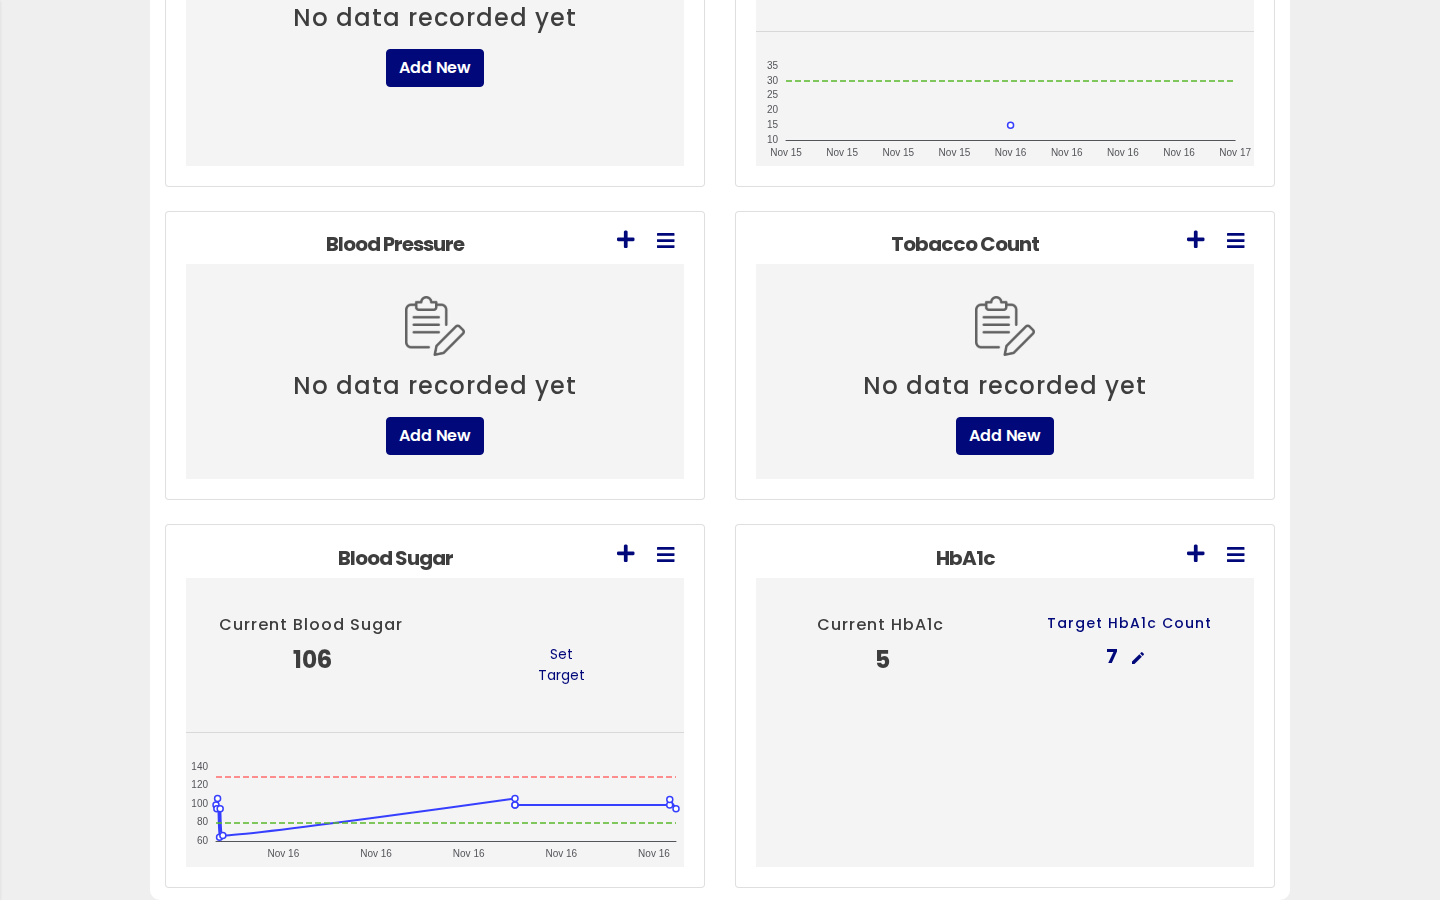 No data recorded yet
Add New
35
30
25
20
15
10
Nov 15 Nov 15 Nov 15 Nov 15 Nov 16 Nov 16 Nov 16 Nov 16 Nov 17
Blood Pressure
No data recorded yet
Add New
Tobacco Count
No data recorded yet
Add New
Blood Sugar
Current Blood Sugar
106
Set
Target
140
120
100
80
60
Nov 16 Nov 16 Nov 16 Nov 16 Nov 16
HbA1c
Current HbA1c
5
Target HbA1c Count
7